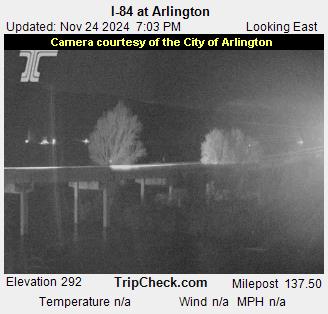 I-84 at Arlington
Updated: Nov 24 2024 7:03 PM Looking East
Camera courtesy of the City of Arlington
Elevation 292 TripCheck.com Milepost 137.50
Temperature n/a Wind n/a MPH n/a